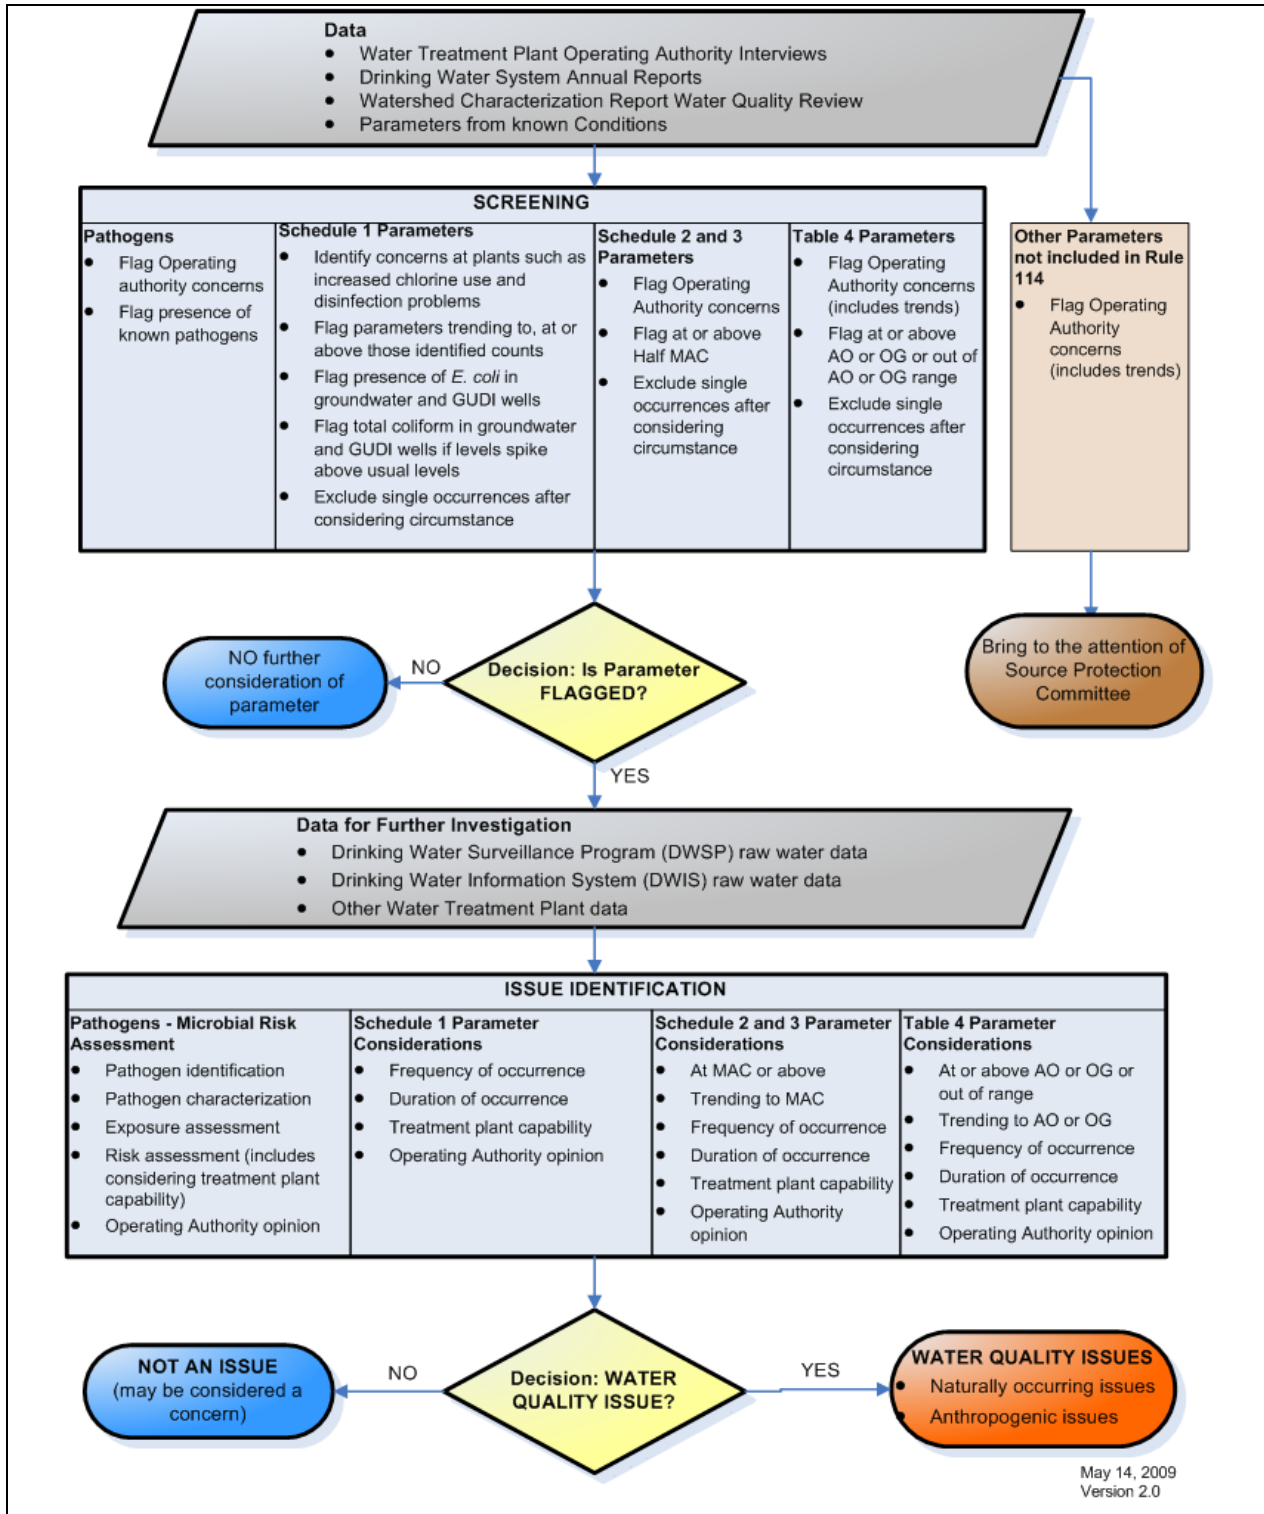 Data
• Water Treatment Plant Operating Authority Interviews
• Drinking Water System Annual Reports
• Watershed Characterization Report Water Quality Review
• Parameters from known Conditions
SCREENING
Pathogens
• Flag Operating
authority concerns
• Flag presence of
known pathogens
Schedule 1 Parameters
• Identify concerns at plants such as
increased chlorine use and
disinfection problems
• Flag parameters trending to, at or
above those identified counts
• Flag presence of E. coli in
groundwater and GUDI wells
• Flag total coliform in groundwater
and GUDI wells if levels spike
above usual levels
• Exclude single occurrences after
considering circumstance
Schedule 2 and 3
Parameters
• Flag Operating
Authority concerns
• Flag at or above
Half MAC
• Exclude single
occurrences after
considering
circumstance
Table 4 Parameters
• Flag Operating
Authority concerns
(includes trends)
• Flag at or above
AO or OG or out of
AO or OG range
• Exclude single
occurrences after
considering
circumstance
Other Parameters
not included in Rule
114
• Flag Operating
Authority
concerns
(includes trends)
NO further
consideration of
parameter
NO
Decision: Is Parameter
FLAGGED?
Bring to the attention of
Source Protection
Committee
YES
Data for Further Investigation
• Drinking Water Surveillance Program (DWSP) raw water data
• Drinking Water Information System (DWIS) raw water data
• Other Water Treatment Plant data
ISSUE IDENTIFICATION
Pathogens - Microbial Risk
Assessment
• Pathogen identification
• Pathogen characterization
• Exposure assessment
• Risk assessment (includes
considering treatment plant
capability)
• Operating Authority opinion
Schedule 1 Parameter
Considerations
• Frequency of occurrence
• Duration of occurrence
• Treatment plant capability
• Operating Authority opinion
Schedule 2 and 3 Parameter
Considerations
• At MAC or above
• Trending to MAC
• Frequency of occurrence
• Duration of occurrence
• Treatment plant capability
• Operating Authority
opinion
Table 4 Parameter
Considerations
• At or above AO or OG or
out of range
• Trending to AO or OG
• Frequency of occurrence
• Duration of occurrence
• Treatment plant capability
• Operating Authority opinion
NOT AN ISSUE
(may be considered a
concern)
NO
Decision: WATER
QUALITY ISSUE?
YES
WATER QUALITY ISSUES
• Naturally occurring issues
• Anthropogenic issues
May 14, 2009
Version 2.0